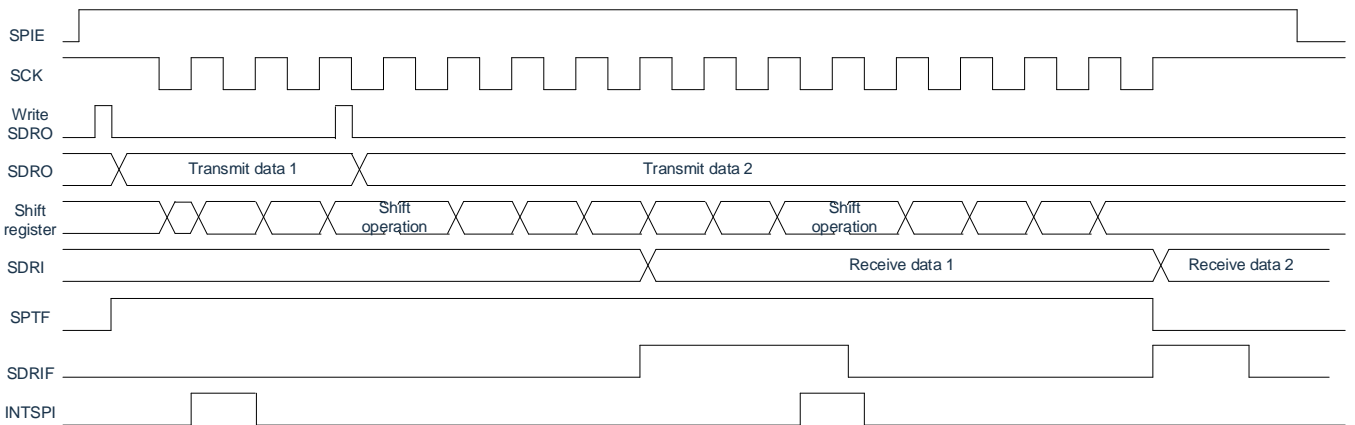 SPIE
SCK
Write
SDRO
SDRO
Transmit data 1
Transmit data 2
Shift
register
Shift
operation
Shift
operation
SDRI
Receive data 1
Receive data 2
SPTF
SDRIF
INTSPI